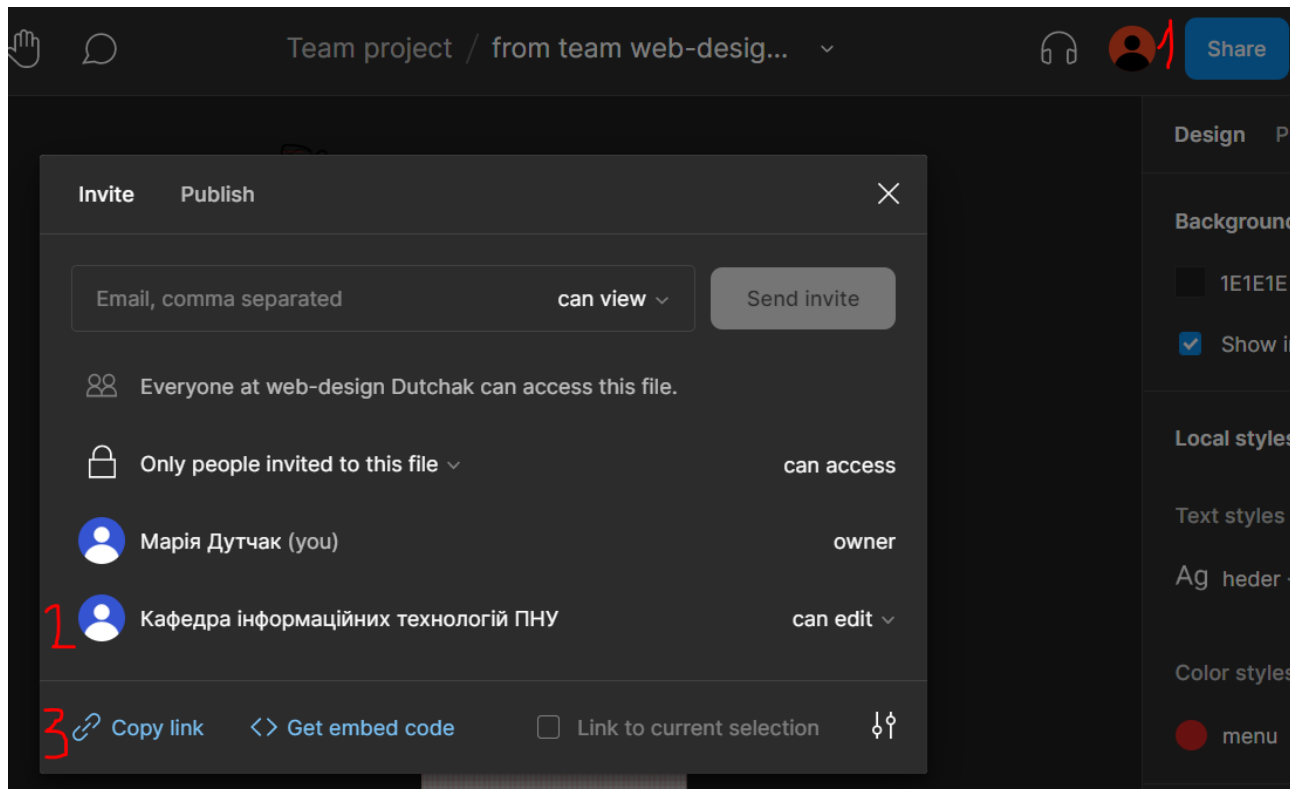 Team project / from team web-desig...
1
Share
Design P
Invite Publish
Background
Email, comma separated can view Send invite
1E1E1E
Show i
Everyone at web-design Dutchak can access this file.
Local styles
Only people invited to this file can access
Text styles
Марія Дутчак (you) owner
Ag heder
2 Кафедра інформаційних технологій ПНУ can edit
Color styles
3 Copy link <> Get embed code Link to current selection
menu